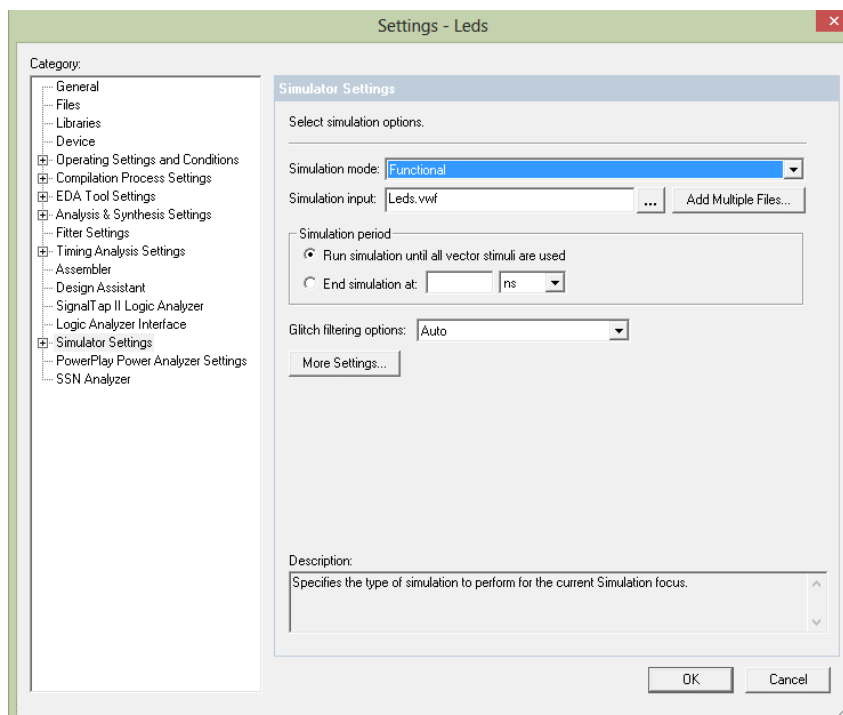 Settings - Leds
Category:
General
Files
Libraries
Device
Operating Settings and Conditions
Compilation Process Settings
EDA Tool Settings
Analysis & Synthesis Settings
Fitter Settings
Timing Analysis Settings
Assembler
Design Assistant
SignalTap II Logic Analyzer
Logic Analyzer Interface
Simulator Settings
PowerPlay Power Analyzer Settings
SSN Analyzer
Simulator Settings
Select simulation options.
Simulation mode: Functional
Simulation input: Leds.vwf ... Add Multiple Files...
Simulation period
Run simulation until all vector stimuli are used
End simulation at: ns
Glitch filtering options: Auto
More Settings...
Description:
Specifies the type of simulation to perform for the current Simulation focus.
OK Cancel